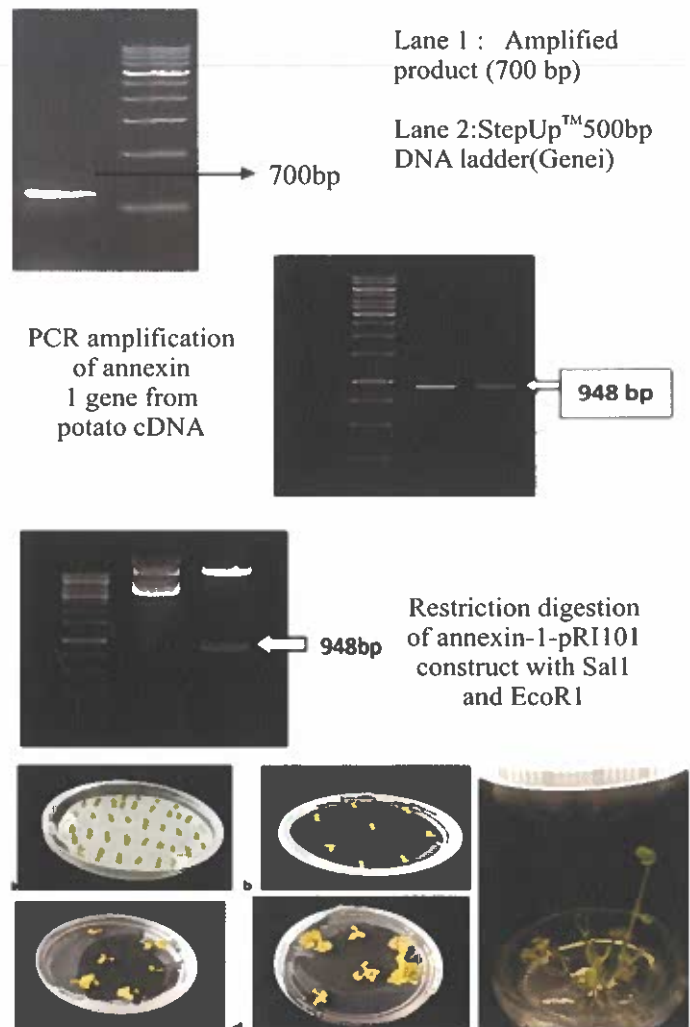 Lane 1 : Amplified
product (700 bp)
Lane 2:StepUp™500bp
DNA ladder(Genei)
700bp
PCR amplification
of annexin
1 gene from
potato cDNA
948 bp
948bp
Restriction digestion
of annexin-1-pRI101
construct with Sal1
and EcoR1
b